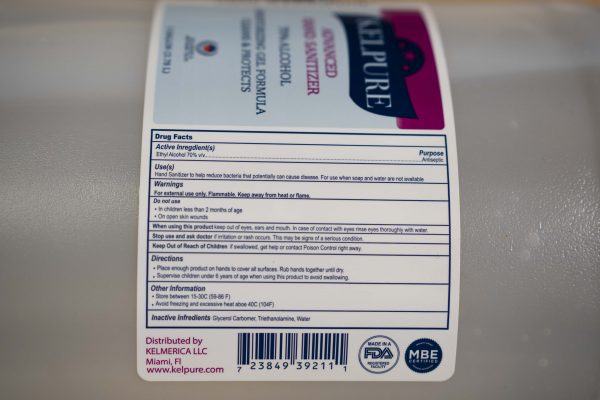 KELPURE
ADVANCED
HAND SANITIZER
70% ALCOHOL
MOISTURIZING GEL FORMULA
CLEANS & PROTECTS
1 GALLON (3.78 L)
Drug Facts
Active Inregdient(s)
Purpose
Ethyl Alcohol 70% v/v
Antiseptic
Use(s)
Hand Sanitizer to help reduce bacteria that potentially can cause disease. For use when soap and water are not available
Warnings
For external use only. Flammable. Keep away from heat or flame.
Do not use
• In children less than 2 months of age
• On open skin wounds
When using this product keep out of eyes, ears and mouth. In case of contact with eyes rinse eyes thoroughly with water.
Stop use and ask doctor if irritation or rash occurs. This may be signs of a serious condition.
Keep Out of Reach of Children if swallowed, get help or contact Poison Control right away.
Directions
• Place enough product on hands to cover all surfaces. Rub hands together until dry.
• Supervise children under 6 years of age when using this product to avoid swallowing.
Other Information
• Store between 15-30C (59-86 F)
• Avoid freezing and excessive heat aboe 40C (104F)
Inactive Infredients Glyceryl Carbomer, Triethanolamine, Water
Distributed by
KELMERICA LLC
Miami, Fl
www.kelpure.com
7 23849 39211 1
MADE IN A
FDA
REGISTERED
FACILITY
MBE
CERTIFIED